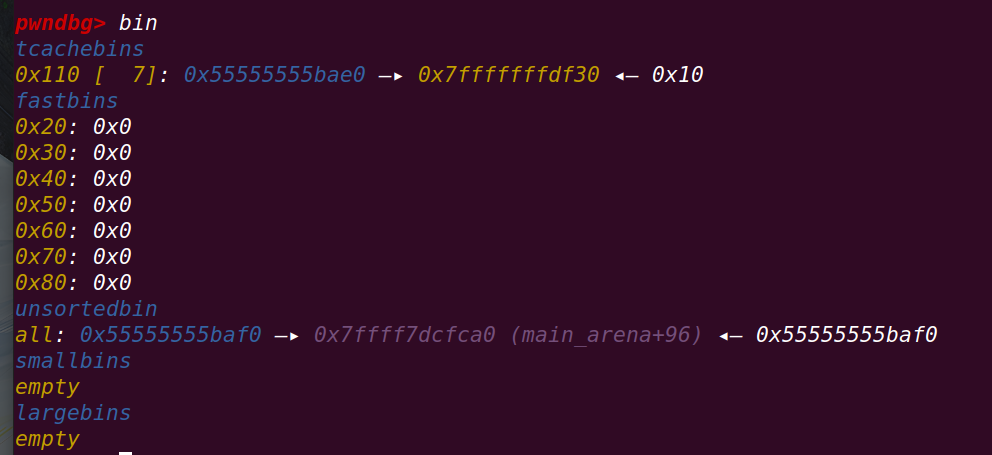 pwndbg> bin
tcachebins
0x110 [  7]: 0x55555555bae0 —▸ 0x7fffffffdf30 ◂— 0x10
fastbins
0x20: 0x0
0x30: 0x0
0x40: 0x0
0x50: 0x0
0x60: 0x0
0x70: 0x0
0x80: 0x0
unsortedbin
all: 0x55555555baf0 —▸ 0x7ffff7dcfca0 (main_arena+96) ◂— 0x55555555baf0
smallbins
empty
largebins
empty